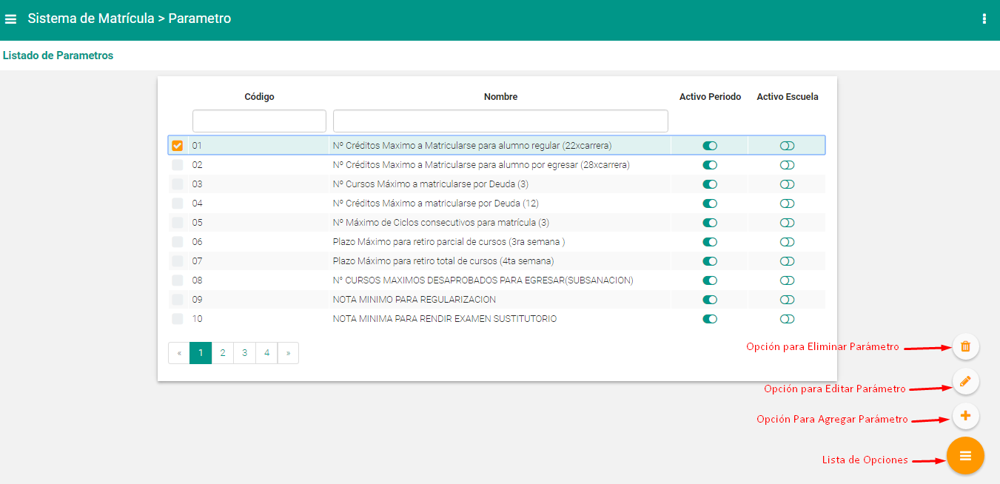 Sistema de Matrícula > Parametro
Listado de Parametros
Código Nombre Activo Periodo Activo Escuela
01 Nº Créditos Maximo a Matricularse para alumno regular (22xcarrera)
02 Nº Créditos Maximo a Matricularse para alumno por egresar (28xcarrera)
03 Nº Cursos Máximo a matricularse por Deuda (3)
04 Nº Créditos Máximo a matricularse por Deuda (12)
05 Nº Máximo de Ciclos consecutivos para matrícula (3)
06 Plazo Máximo para retiro parcial de cursos (3ra semana )
07 Plazo Máximo para retiro total de cursos (4ta semana)
08 N° CURSOS MAXIMOS DESAPROBADOS PARA EGRESAR(SUBSANACION)
09 NOTA MINIMO PARA REGULARIZACION
10 NOTA MINIMA PARA RENDIR EXAMEN SUSTITUTORIO
« 1 2 3 4 »
Opción para Eliminar Parámetro
Opción para Editar Parámetro
Opción Para Agregar Parámetro
Lista de Opciones